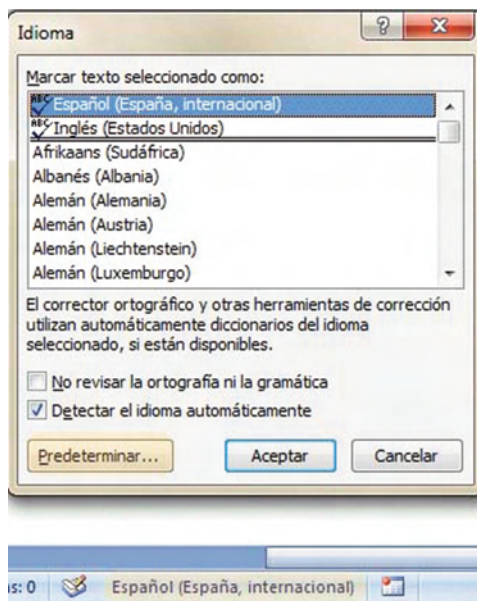 Idioma
Marcar texto seleccionado como:
ABC Español (España, internacional)
ABC Inglés (Estados Unidos)
Afrikaans (Sudáfrica)
Albanés (Albania)
Alemán (Alemania)
Alemán (Austria)
Alemán (Liechtenstein)
Alemán (Luxemburgo)
El corrector ortográfico y otras herramientas de corrección
utilizan automáticamente diccionarios del idioma
seleccionado, si están disponibles.
No revisar la ortografía ni la gramática
Detectar el idioma automáticamente
Predeterminar... Aceptar Cancelar
as: 0 Español (España, internacional)